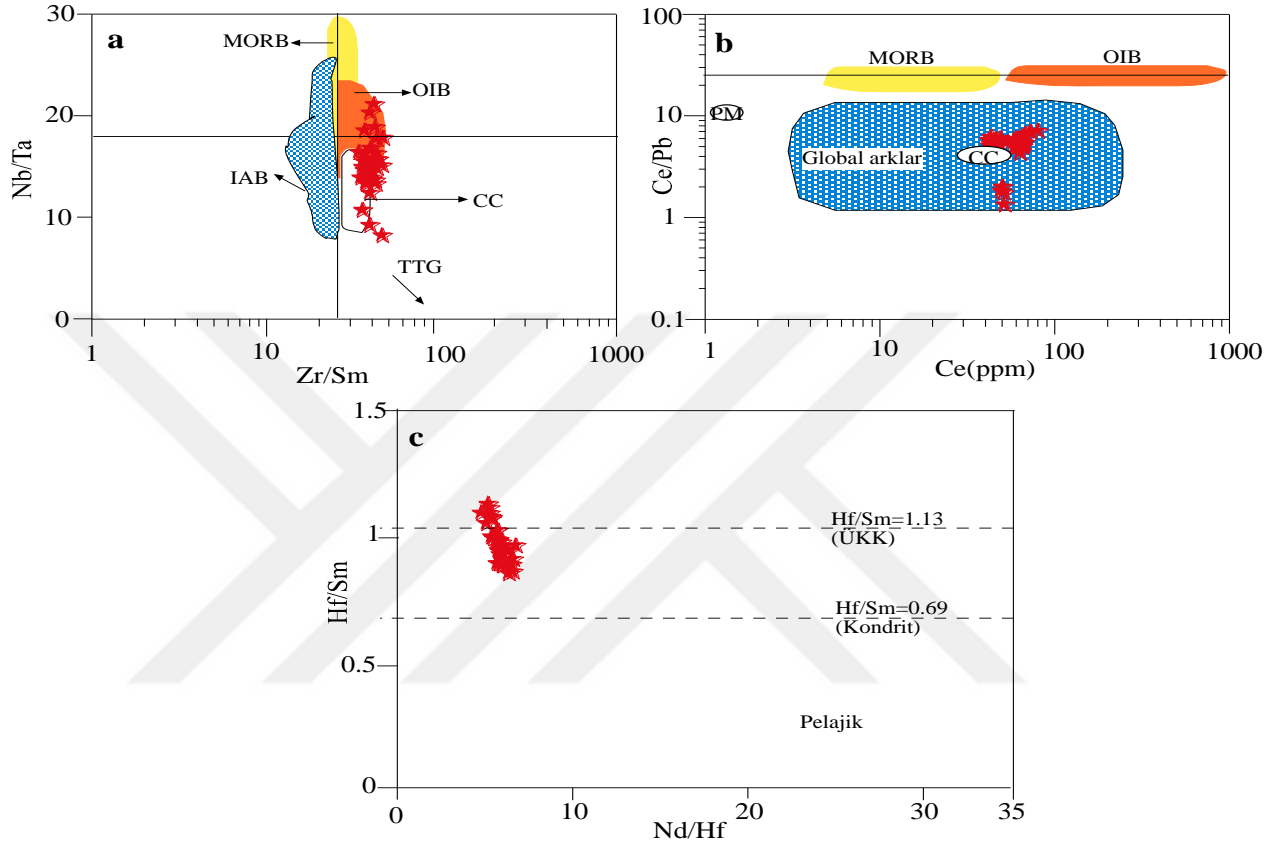 a
30
20
10
0
Nb/Ta
MORB
OIB
IAB
CC
TTG
1
10
100
1000
Zr/Sm
b
100
10
1
0.1
Ce/Pb
MORB
OIB
PM
Global arklar
CC
1
10
100
1000
Ce(ppm)
c
1.5
1
0.5
0
Hf/Sm
Hf/Sm=1.13
(ÜKK)
Hf/Sm=0.69
(Kondrit)
Pelajik
0
10
20
30
35
Nd/Hf